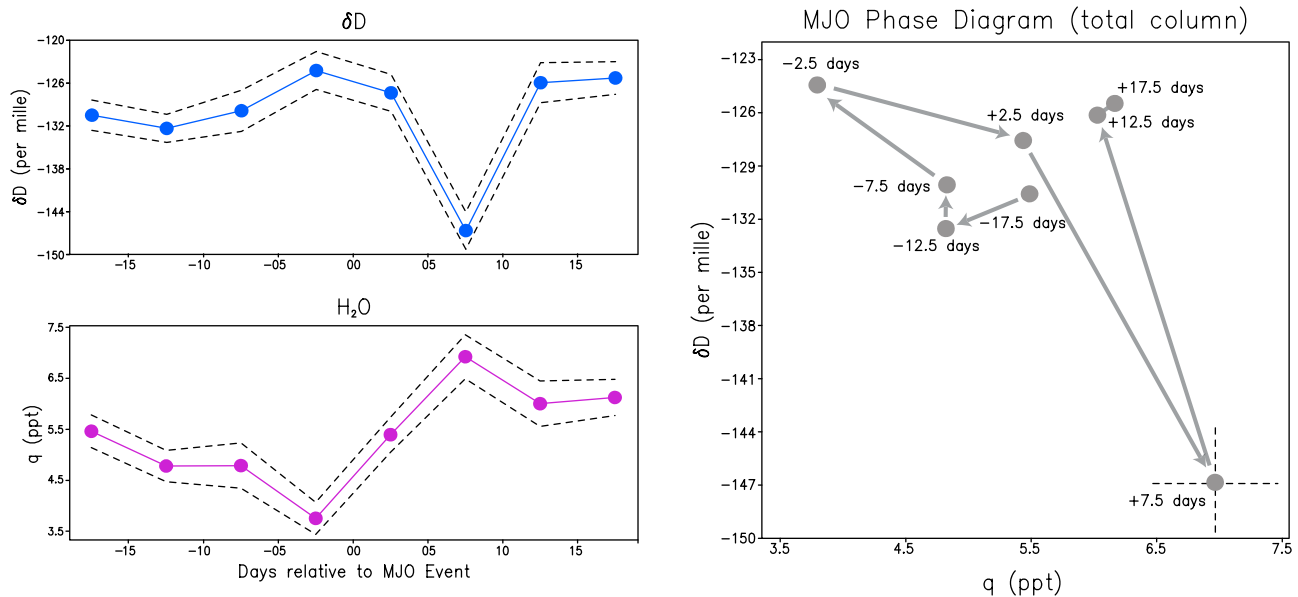 δD
δD (per mille)
−120
−126
−132
−138
−144
−150
−15
−10
−05
00
05
10
15
H₂O
q (ppt)
7.5
6.5
5.5
4.5
3.5
−15
−10
−05
00
05
10
15
Days relative to MJO Event
MJO Phase Diagram (total column)
δD (per mille)
−123
−126
−129
−132
−135
−138
−141
−144
−147
−150
−2.5 days
+2.5 days
+17.5 days
+12.5 days
−7.5 days
−17.5 days
−12.5 days
+7.5 days
3.5
4.5
5.5
6.5
7.5
q (ppt)